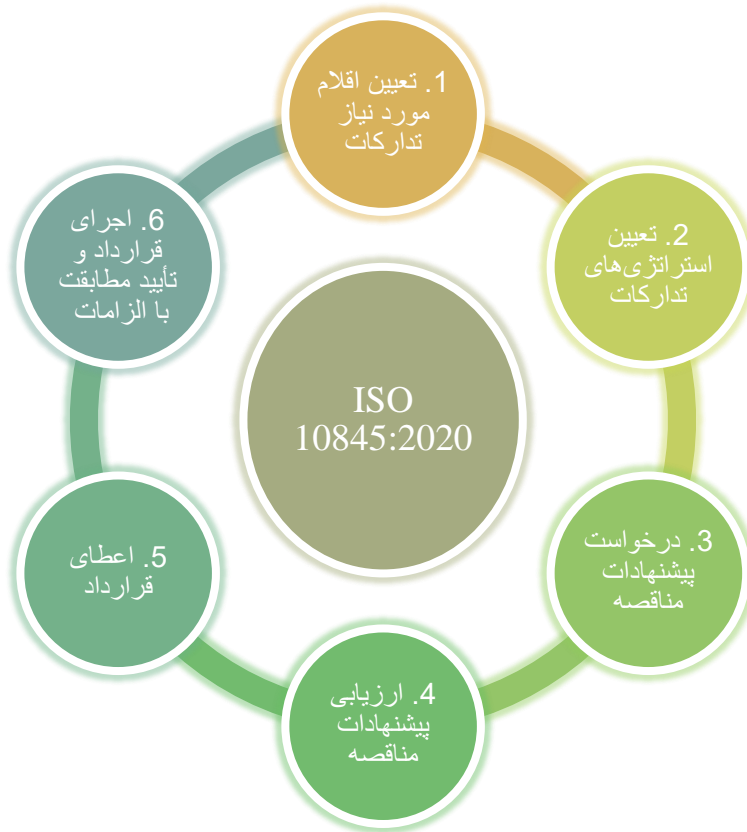 1. تعیین اقلام
مورد نیاز
تدارکات
2. تعیین
استراتژی‌های
تدارکات
3. درخواست
پیشنهادات
مناقصه
4. ارزیابی
پیشنهادات
مناقصه
5. اعطای
قرارداد
6. اجرای
قرارداد و
تأیید مطابقت
با الزامات
ISO
10845:2020